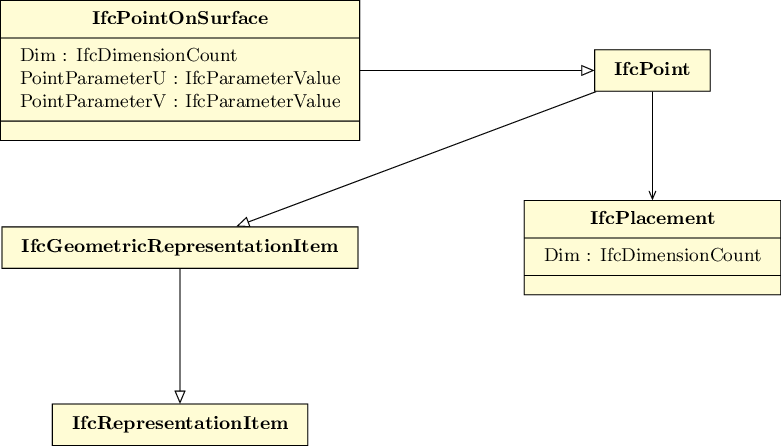 IfcPointOnSurface
Dim : IfcDimensionCount
PointParameterU : IfcParameterValue
PointParameterV : IfcParameterValue
IfcPoint
IfcPlacement
Dim : IfcDimensionCount
IfcGeometricRepresentationItem
IfcRepresentationItem